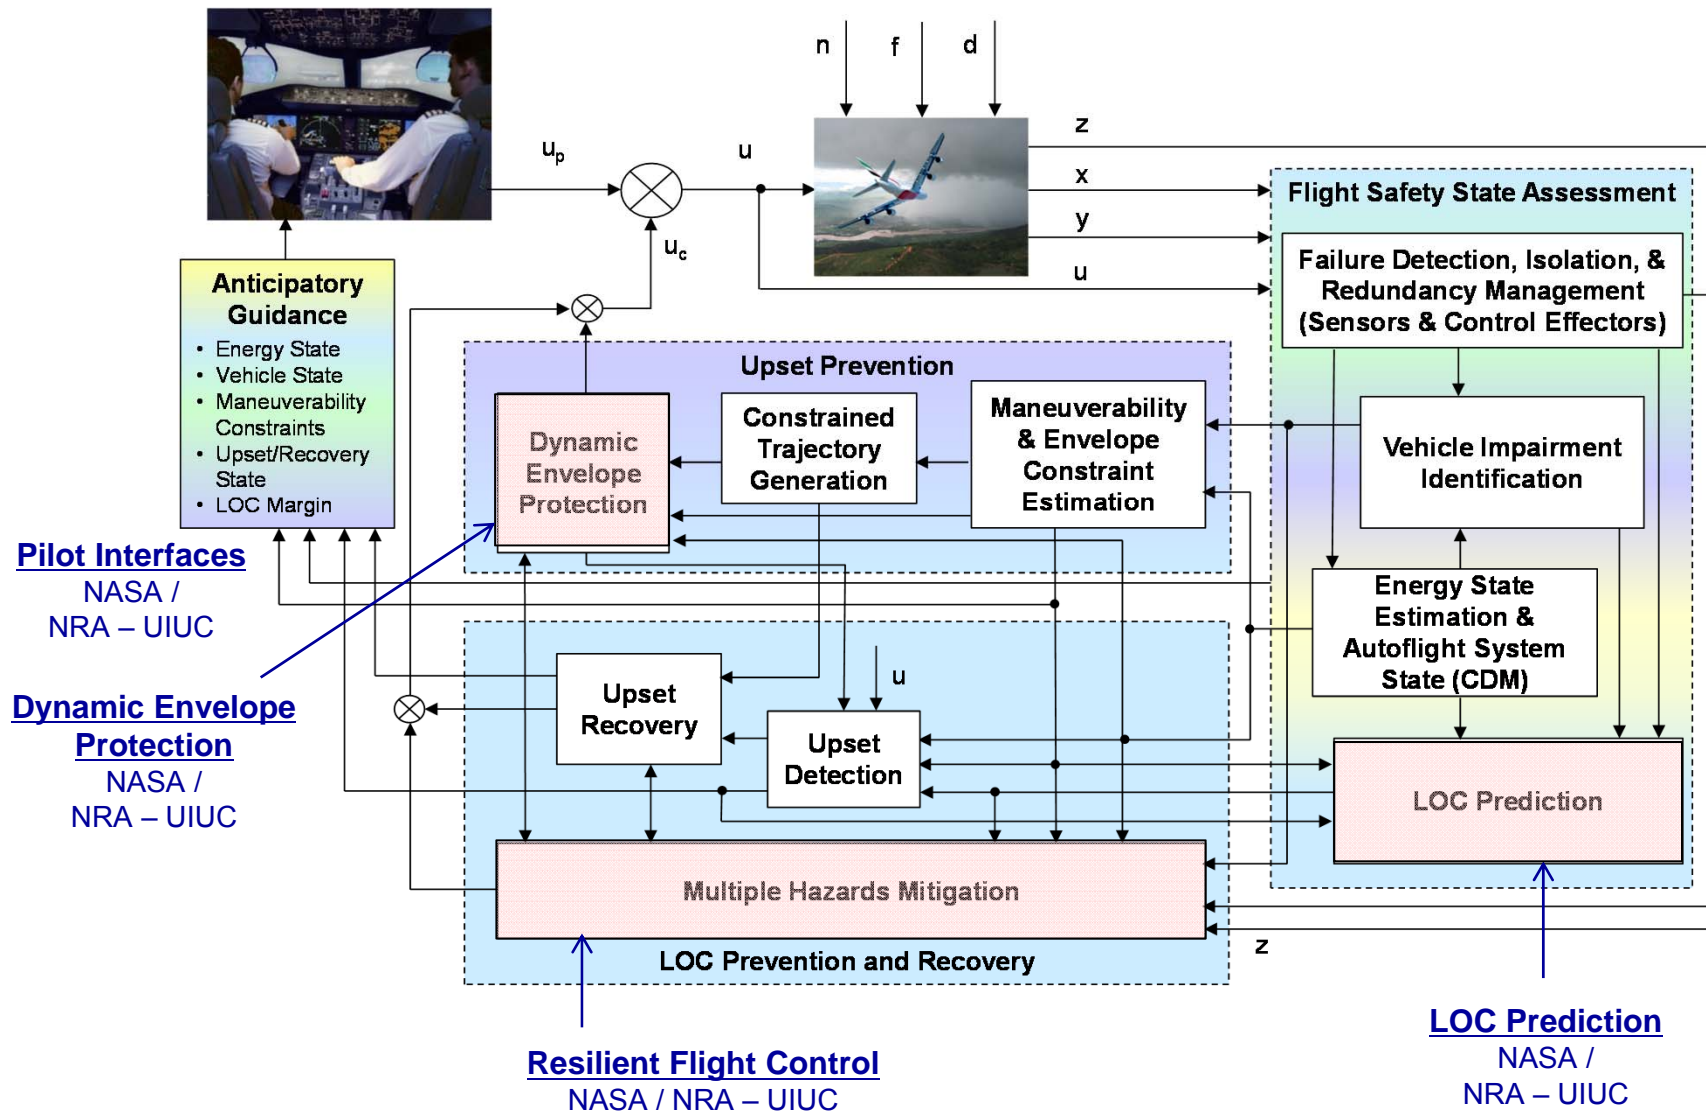 n
f
d
z
u
p
u
x
Flight Safety State Assessment
y
u
c
u
Failure Detection, Isolation, &
Redundancy Management
(Sensors & Control Effectors)
Anticipatory
Guidance
• Energy State
• Vehicle State
• Maneuverability
Constraints
• Upset/Recovery
State
• LOC Margin
Upset Prevention
Dynamic
Envelope
Protection
Constrained
Trajectory
Generation
Maneuverability
& Envelope
Constraint
Estimation
Vehicle Impairment
Identification
Pilot Interfaces
NASA /
NRA – UIUC
Energy State
Estimation &
Autoflight System
State (CDM)
Dynamic Envelope
Protection
NASA /
NRA – UIUC
Upset
Recovery
u
Upset
Detection
LOC Prediction
Multiple Hazards Mitigation
z
LOC Prevention and Recovery
Resilient Flight Control
NASA / NRA – UIUC
LOC Prediction
NASA /
NRA – UIUC